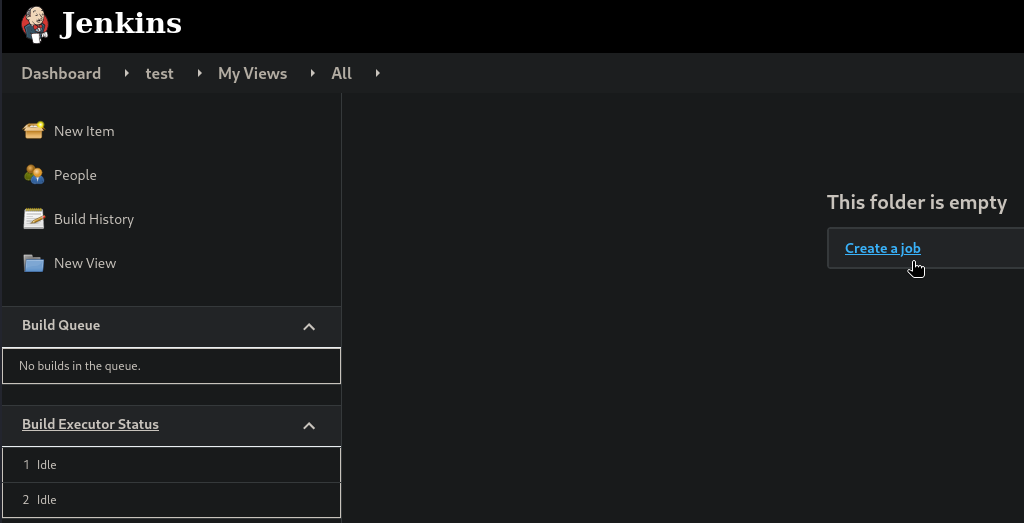 Jenkins
Dashboard test My Views All
New Item
People
Build History
New View
Build Queue
No builds in the queue.
Build Executor Status
1 Idle
2 Idle
This folder is empty
Create a job